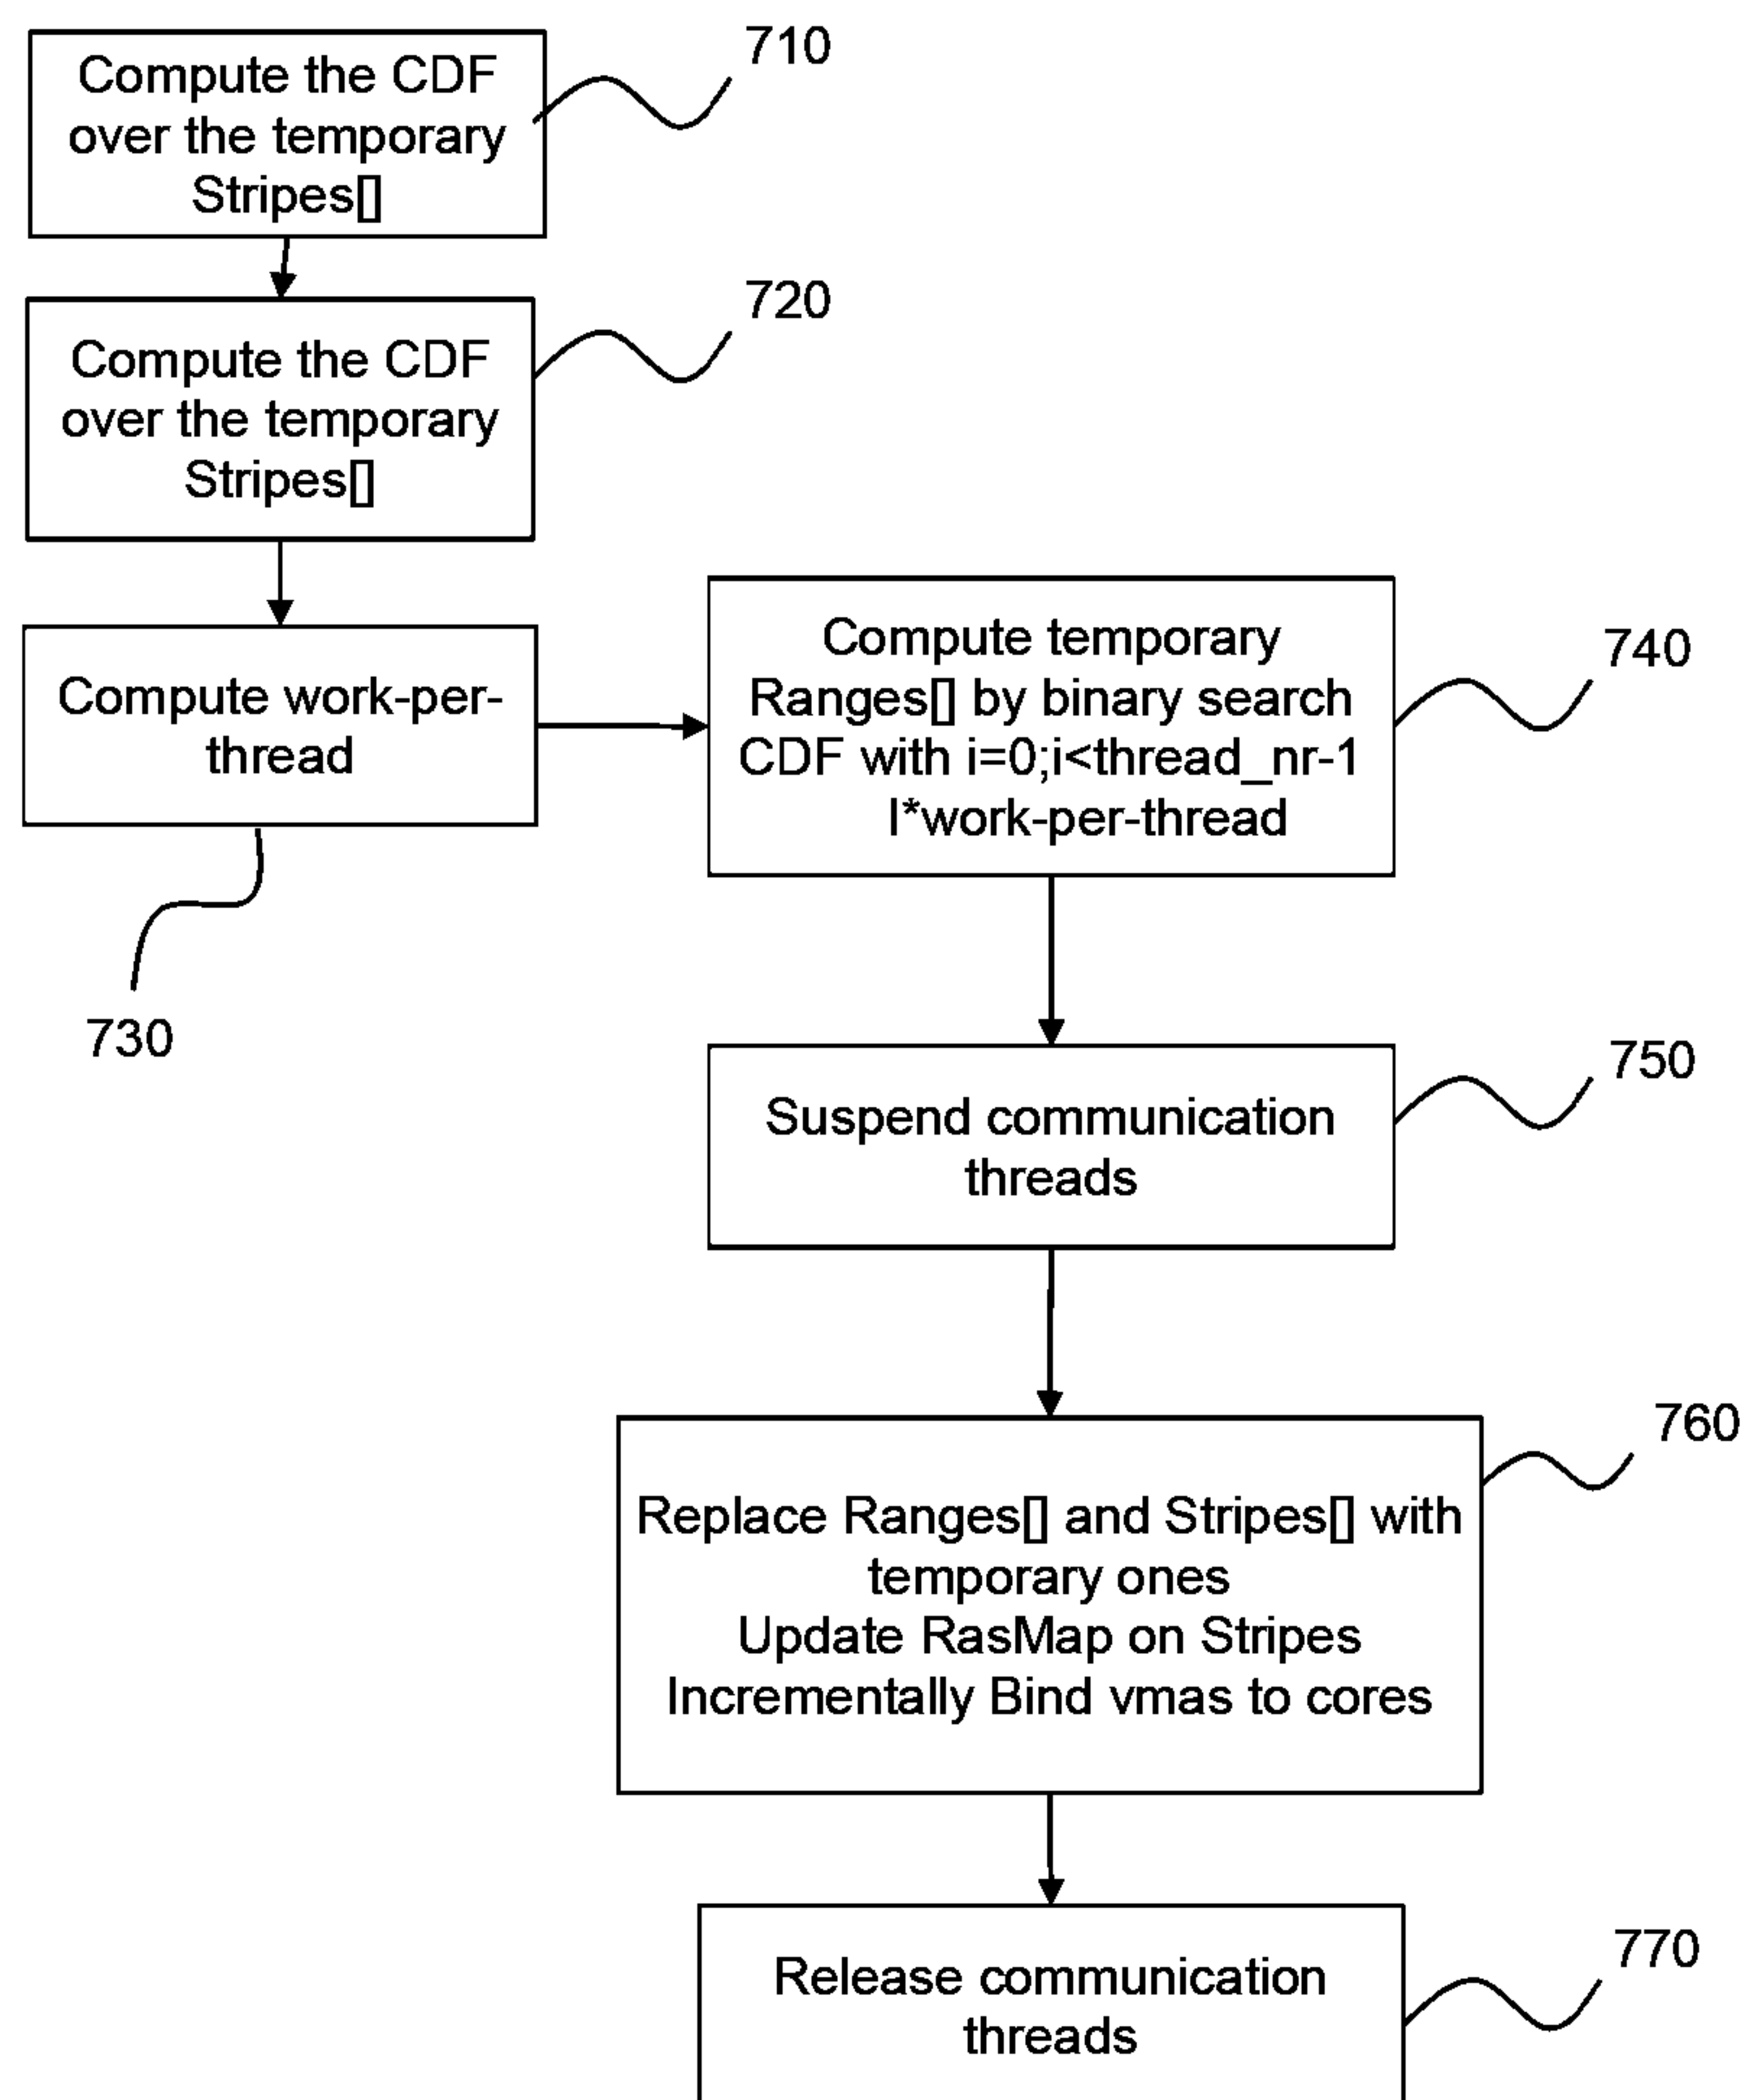 710
Compute the CDF
over the temporary
Stripes[]
720
Compute the CDF
over the temporary
Stripes[]
Compute work-per-
thread
730
740
Compute temporary
Ranges[] by binary search
CDF with i=0;i<thread_nr-1
I*work-per-thread
750
Suspend communication
threads
760
Replace Ranges[] and Stripes[] with
temporary ones
Update RasMap on Stripes
Incrementally Bind vmas to cores
770
Release communication
threads